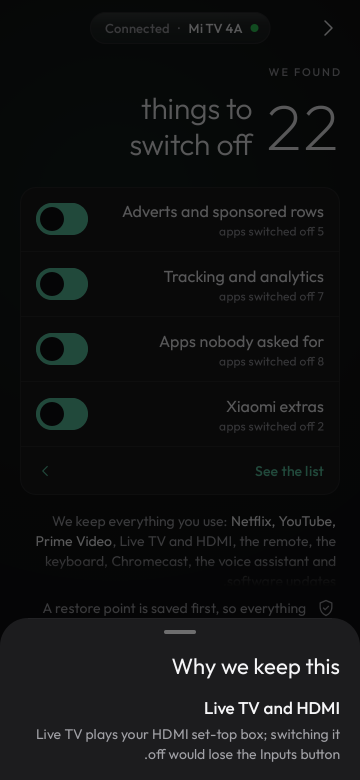 Connected · Mi TV 4A
WE FOUND
22
things to
switch off
Adverts and sponsored rows
apps switched off 5
Tracking and analytics
apps switched off 7
Apps nobody asked for
apps switched off 8
Xiaomi extras
apps switched off 2
See the list
We keep everything you use: Netflix, YouTube,
Prime Video, Live TV and HDMI, the remote, the
keyboard, Chromecast, the voice assistant and
software updates
A restore point is saved first, so everything
Why we keep this
Live TV and HDMI
Live TV plays your HDMI set-top box; switching it
.off would lose the Inputs button